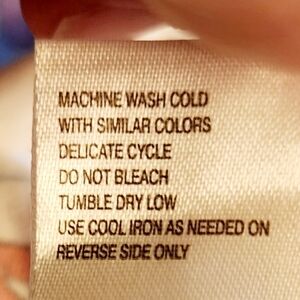 MACHINE WASH COLD
WITH SIMILAR COLORS
DELICATE CYCLE
DO NOT BLEACH
TUMBLE DRY LOW
USE COOL IRON AS NEEDED ON
REVERSE SIDE ONLY